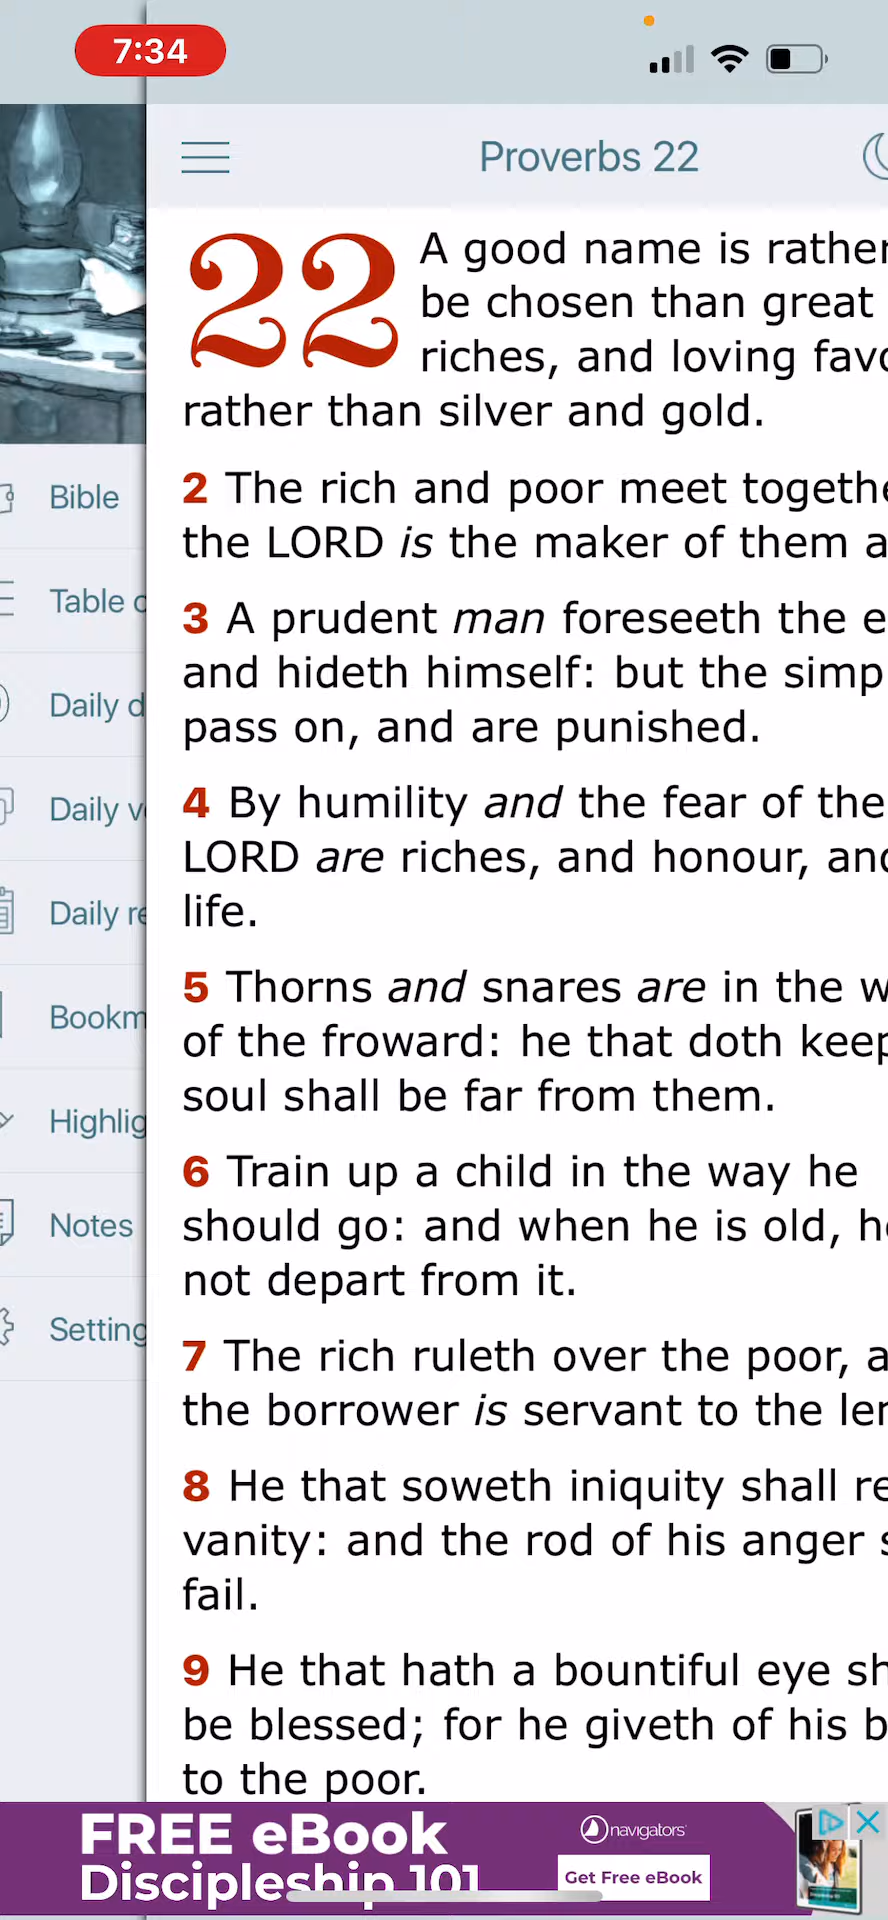 7:34
Proverbs 22
22 A good name is rather
be chosen than great
riches, and loving
rather than silver and gold.
2 The rich and poor meet
the LORD is the maker of them
3 A prudent man foreseeth the
and hideth himself: but the
pass on, and are punished.
4 By humility and the fear of the
LORD are riches, and honour,
life.
5 Thorns and snares are in the
of the froward: he that doth
soul shall be far from them.
6 Train up a child in the way he
should go: and when he is old,
not depart from it.
7 The rich ruleth over the poor,
the borrower is servant to the
8 He that soweth iniquity shall
vanity: and the rod of his anger
fail.
9 He that hath a bountiful eye
be blessed; for he giveth of his
to the poor.
Bible
Table
Daily
Daily
Daily
Notes
FREE eBook
Discipleship 101
navigators
Get Free eBook